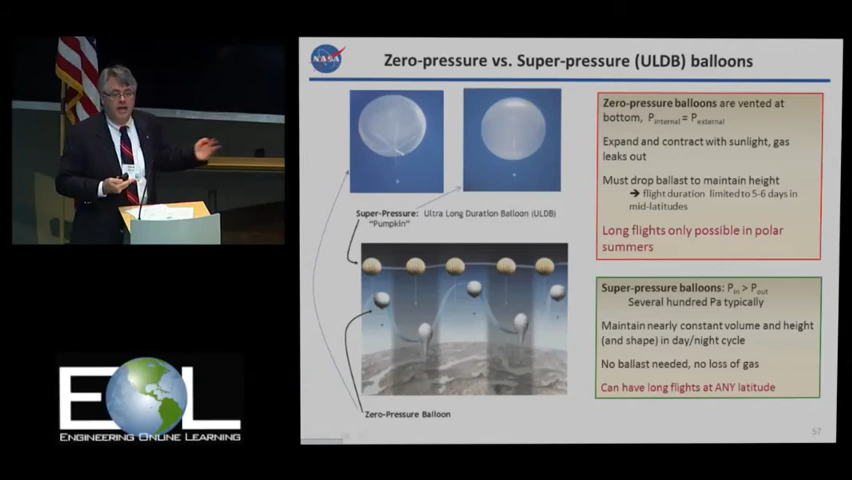 NASA
Zero-pressure vs. Super-pressure (ULDB) balloons
Zero-pressure balloons are vented at
bottom, Pinternal = Pexternal
Expand and contract with sunlight, gas
leaks out
Must drop ballast to maintain height
➔ flight duration limited to 5-6 days in
mid-latitudes
Long flights only possible in polar
summers
Super-Pressure: Ultra Long Duration Balloon (ULDB)
"Pumpkin"
Super-pressure balloons: Pin > Pout
Several hundred Pa typically
Maintain nearly constant volume and height
(and shape) in day/night cycle
No ballast needed, no loss of gas
Can have long flights at ANY latitude
Zero-Pressure Balloon
57
EOL
ENGINEERING ONLINE LEARNING